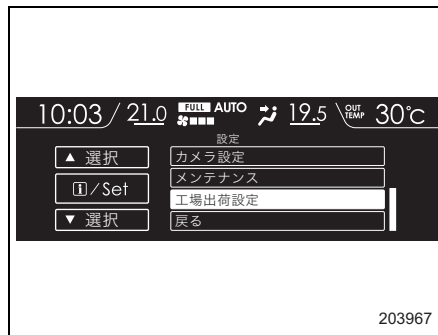 10:03 / 21.0 FULL AUTO 19.5 OUT TEMP 30℃
設定
▲ 選択
カメラ設定
i/Set
メンテナンス
工場出荷設定
▼ 選択
戻る
203967